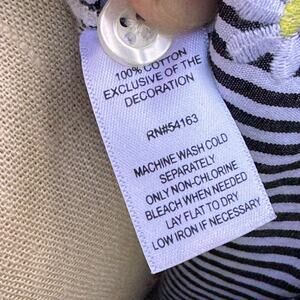 100% COTTON
EXCLUSIVE OF THE
DECORATION
RN#54163
MACHINE WASH COLD
SEPARATELY
ONLY NON-CHLORINE
BLEACH WHEN NEEDED
LAY FLAT TO DRY
LOW IRON IF NECESSARY